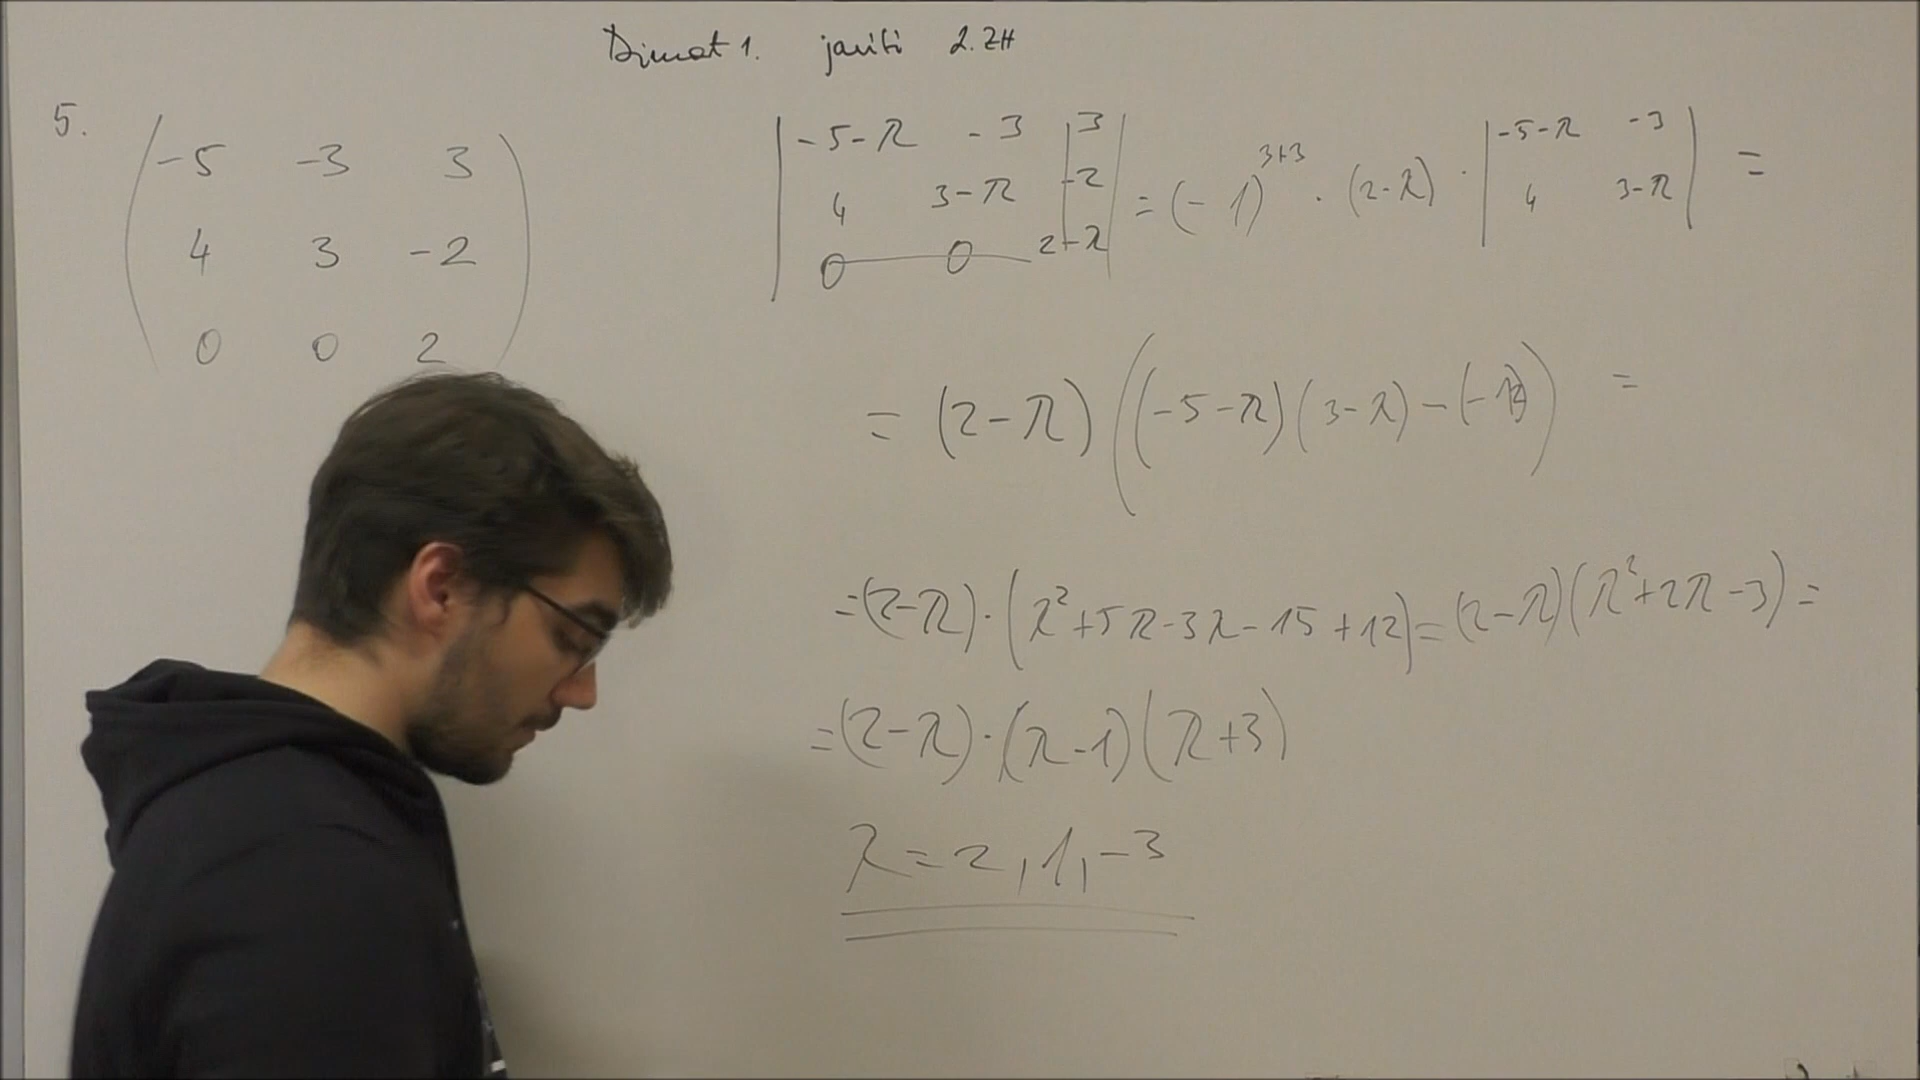 Dimat 1. javító 2. ZH
5.
-5 -3 3
4 3 -2
0 0 2
|-5-λ -3 3|
|4 3-λ -2|
|0 0 2-λ|
= (-1)^{3+3} · (2-λ) · |-5-λ -3| =
|4 3-λ|
= (2-λ) ((-5-λ)(3-λ) - (-12)) =
= (2-λ) · (λ² + 5λ - 3λ - 15 + 12) = (2-λ)(λ² + 2λ - 3) =
= (2-λ) · (λ-1)(λ+3)
λ = 2, 1, -3